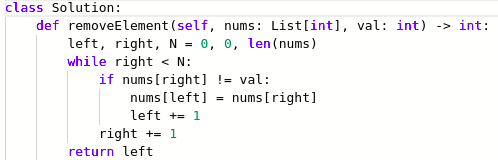 class Solution:
    def removeElement(self, nums: List[int], val: int) -> int:
        left, right, N = 0, 0, len(nums)
        while right < N:
            if nums[right] != val:
                nums[left] = nums[right]
                left += 1
            right += 1
        return left